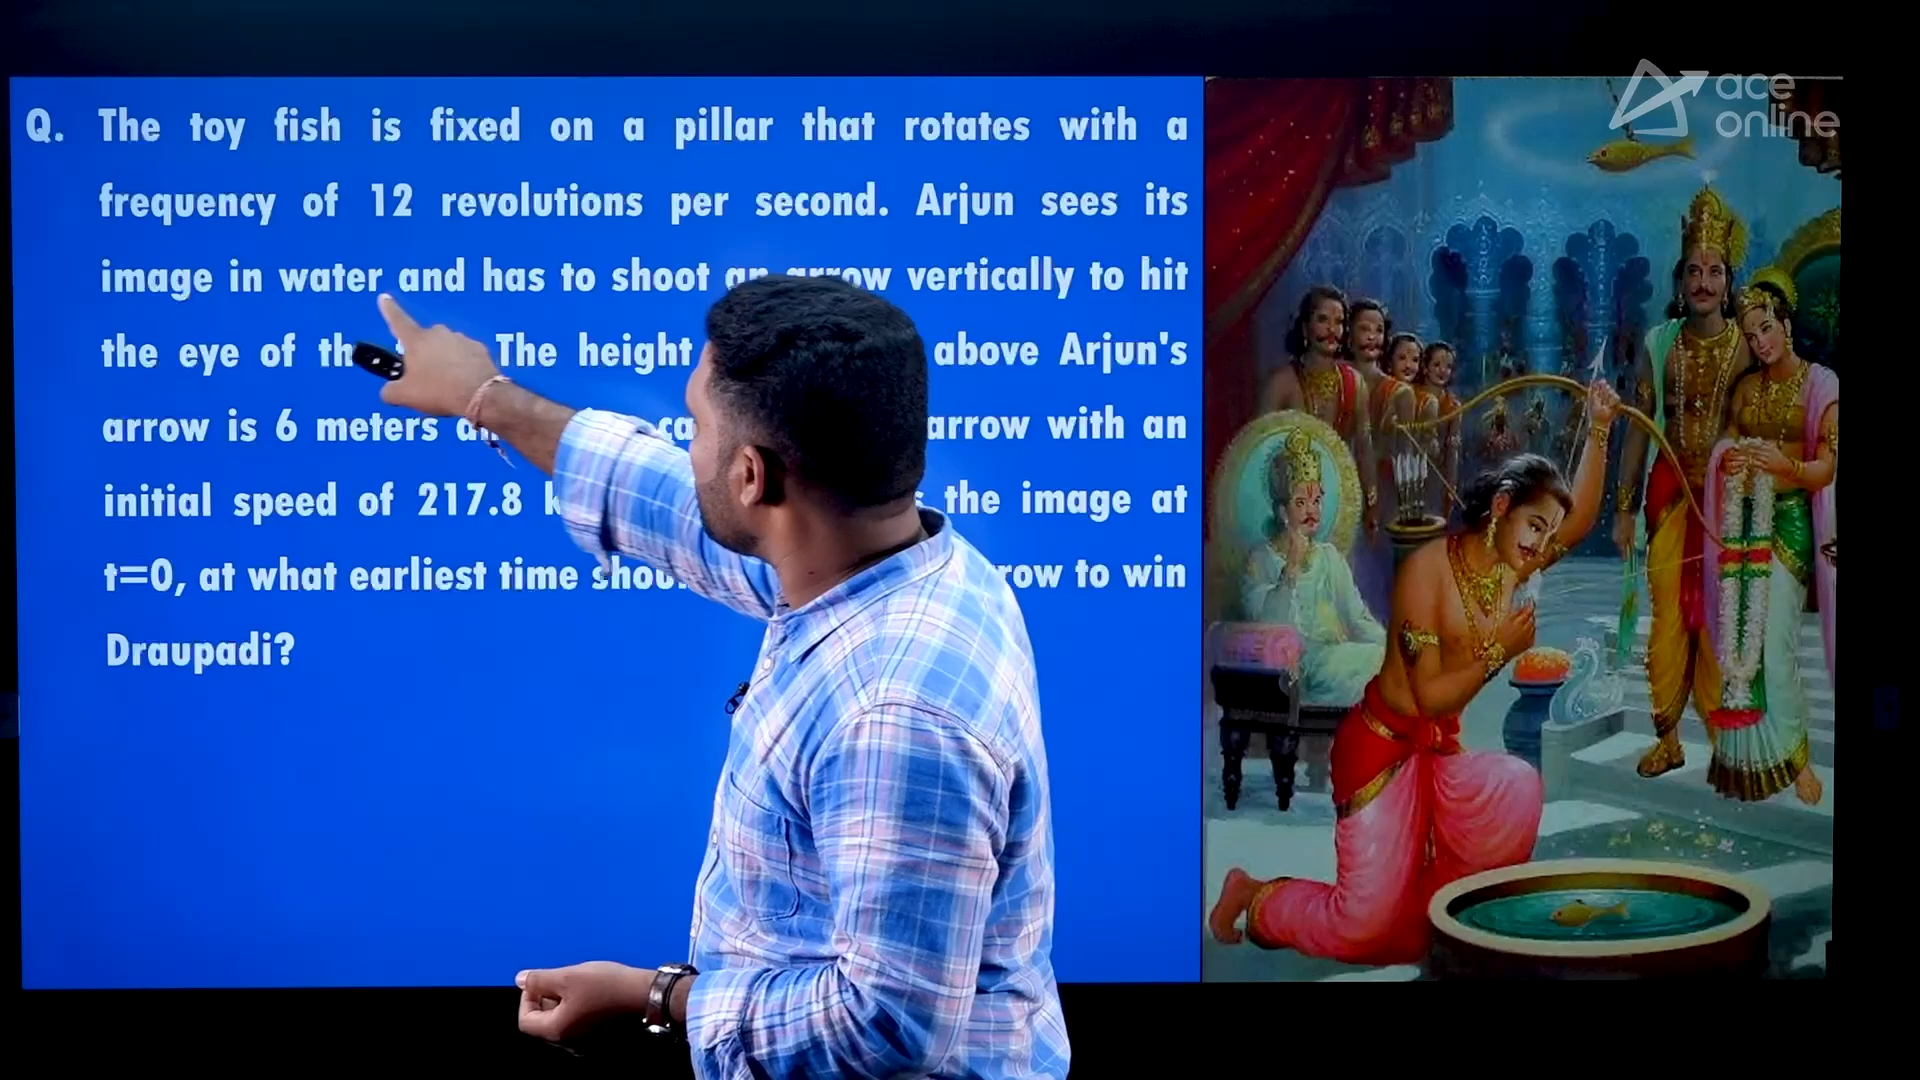 ace
online
Q. The toy fish is fixed on a pillar that rotates with a
frequency of 12 revolutions per second. Arjun sees its
image in water and has to shoot an arrow vertically to hit
the eye of The height above Arjun's
arrow is 6 meters arrow with an
initial speed of 217.8 the image at
t=0, at what earliest time to win
Draupadi?